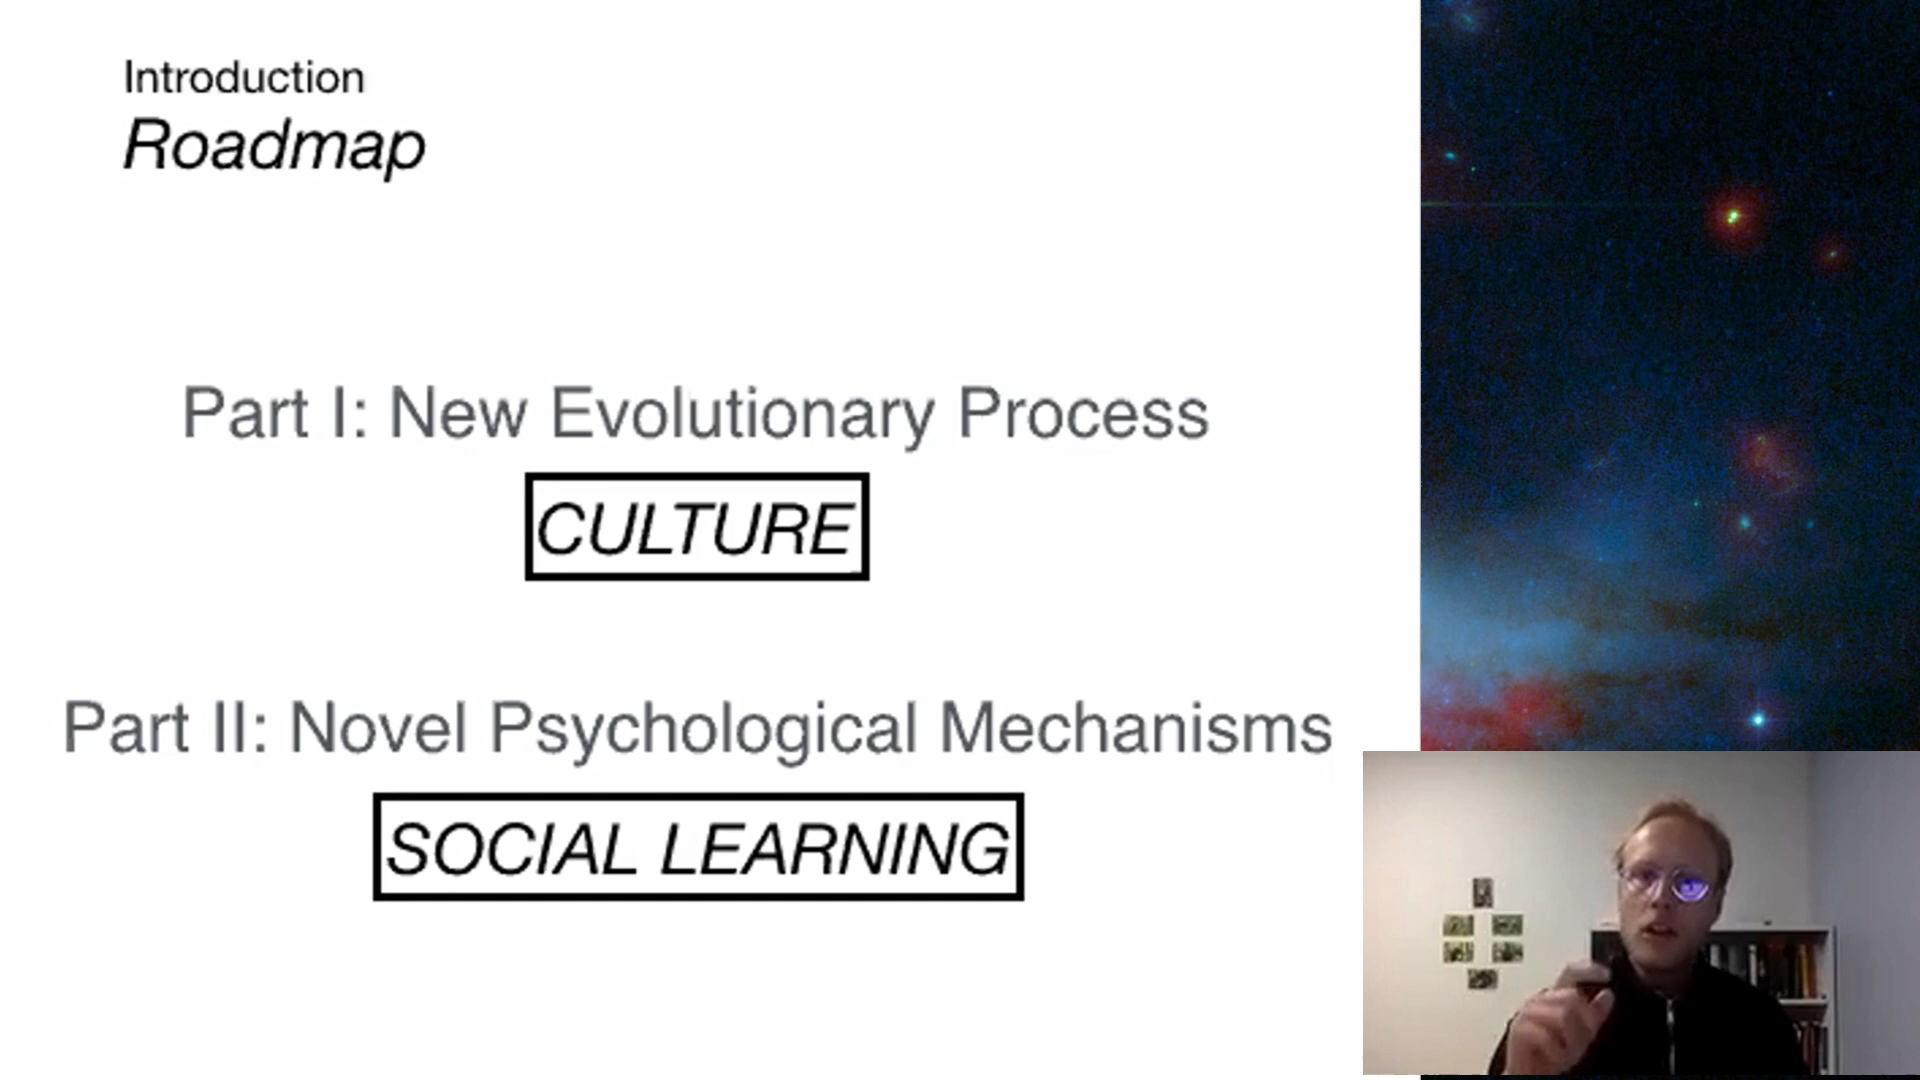 Introduction
Roadmap
Part I: New Evolutionary Process
CULTURE
Part II: Novel Psychological Mechanisms
SOCIAL LEARNING